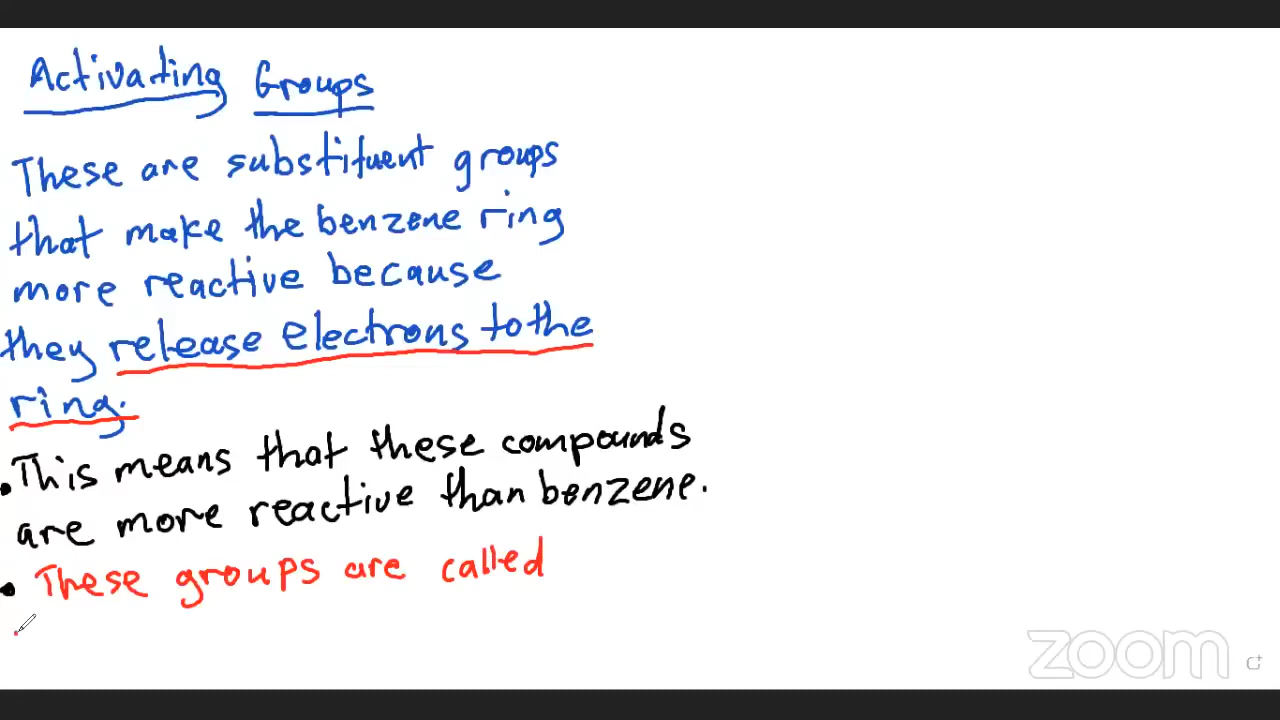 Activating Groups
These are substituent groups
that make the benzene ring
more reactive because
they release electrons to the
ring.
• This means that these compounds
are more reactive than benzene.
• These groups are called
zoom